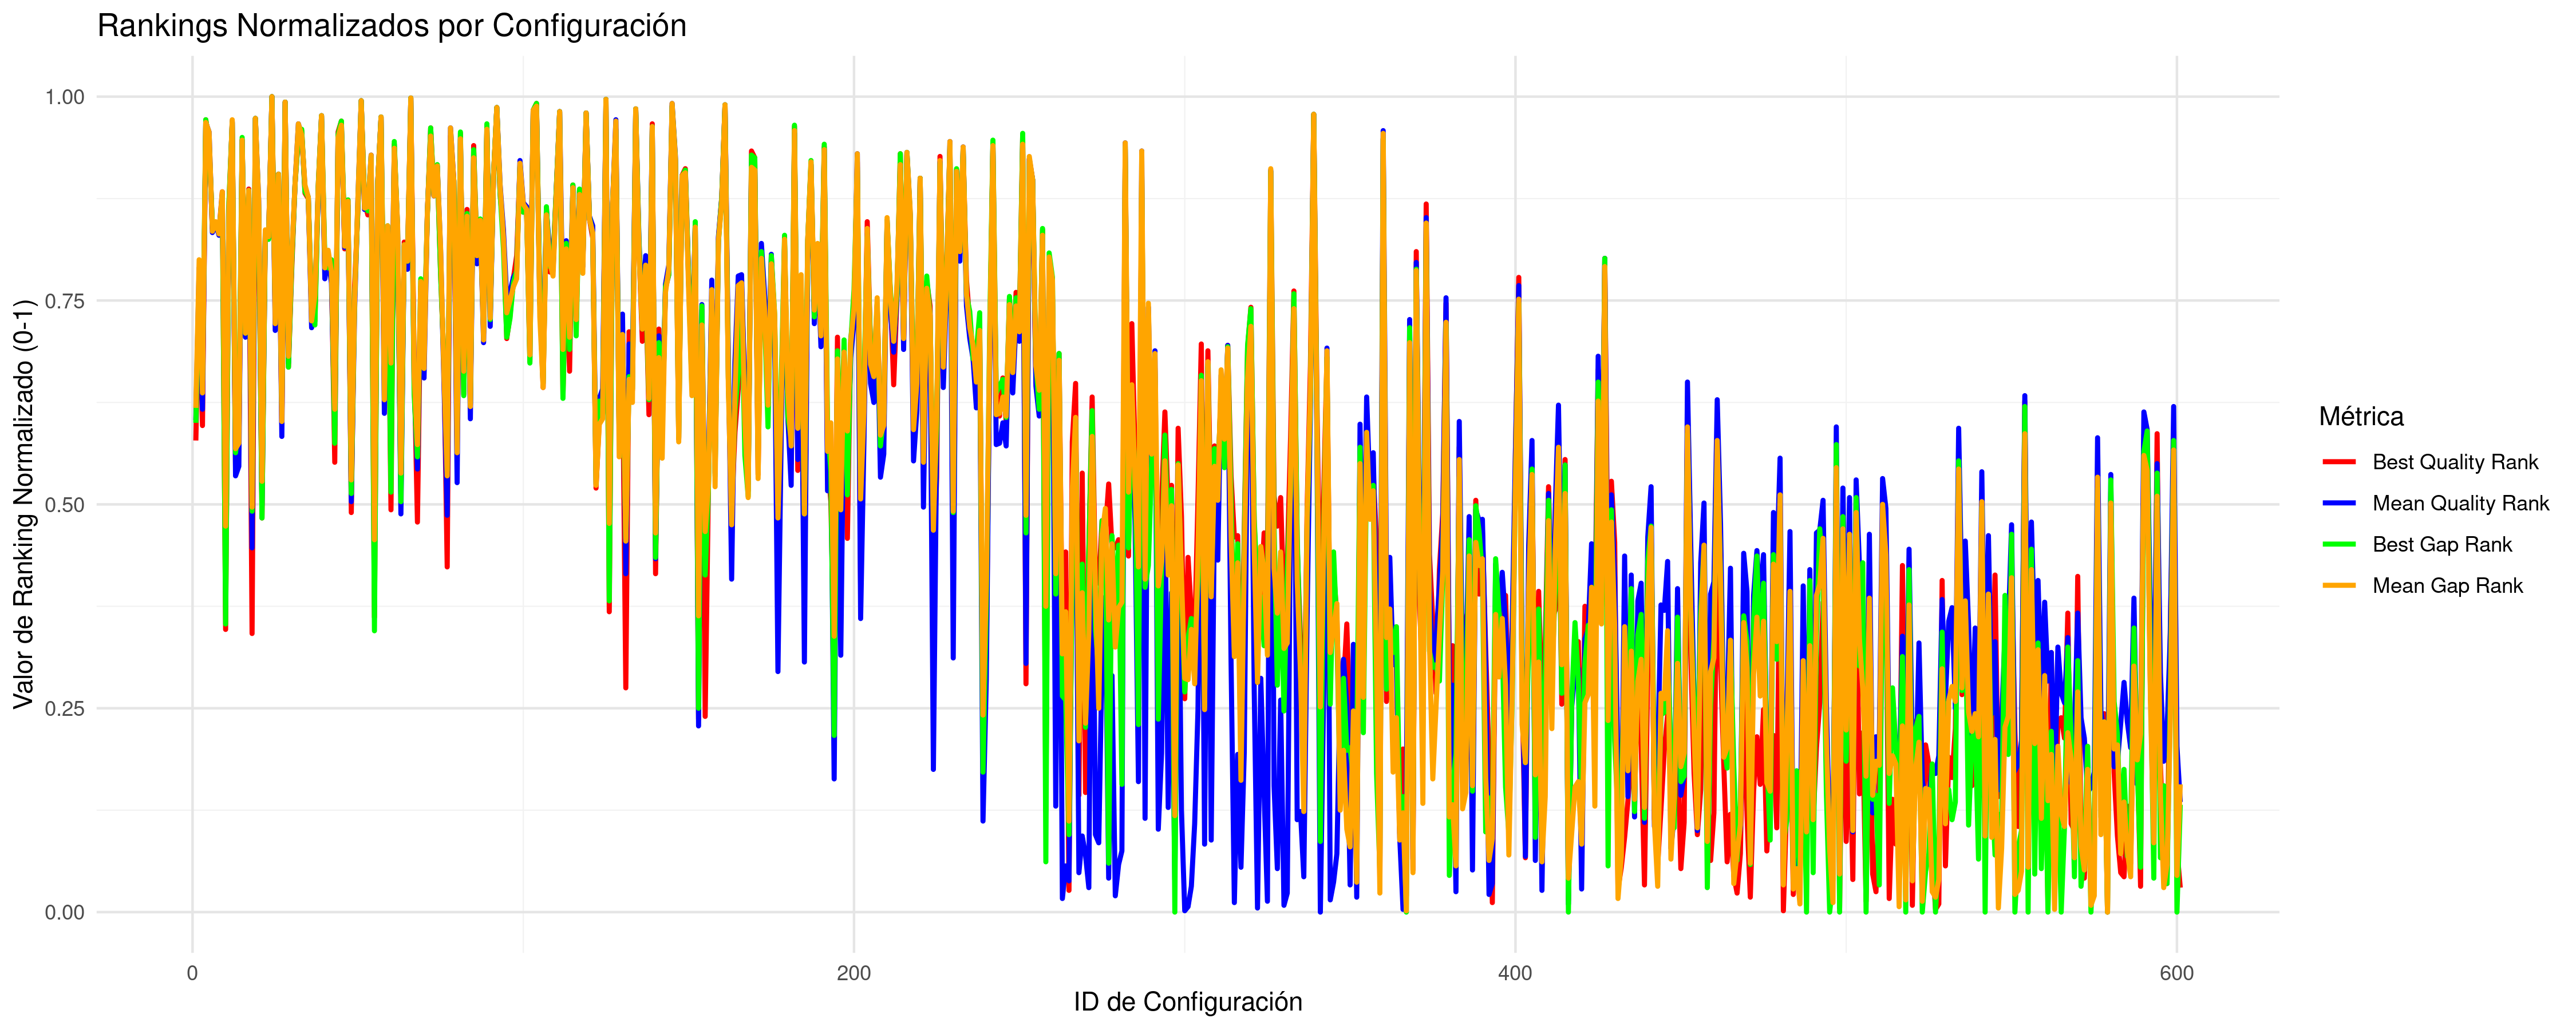 Rankings Normalizados por Configuración
Valor de Ranking Normalizado (0-1)
1.00
0.75
0.50
0.25
0.00
0
200
400
600
ID de Configuración
Métrica
Best Quality Rank
Mean Quality Rank
Best Gap Rank
Mean Gap Rank